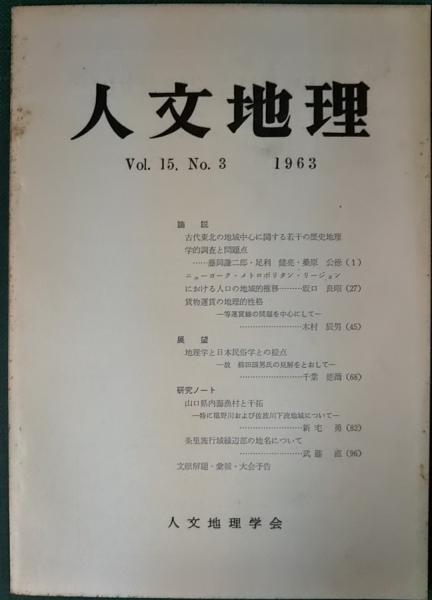 人文地理
Vol. 15. No. 3 1963
論説
古代東北の地域中心に関する若干の歴史地理
学的調査と問題点
……藤岡謙二郎・足利健亮・桑原公徳（1）
ニューヨーク・メトロポリタン・リージョン
における人口の地域的推移………坂口良昭（27）
貨物運賃の地理的性格
―等運賃線の問題を中心にして―
……………………木村辰男（45）
展望
地理学と日本民俗学との接点
―故 柳田国男氏の見解をとおして―
……………………千葉徳爾（68）
研究ノート
山口県内海漁村と干拓
―特に椹野川および佐波川下流地域について―
……………………新宅勇（82）
条里施行地域縁辺部の地名について
……………………武藤直（96）
文献解題・彙報・大会予告
人文地理学会